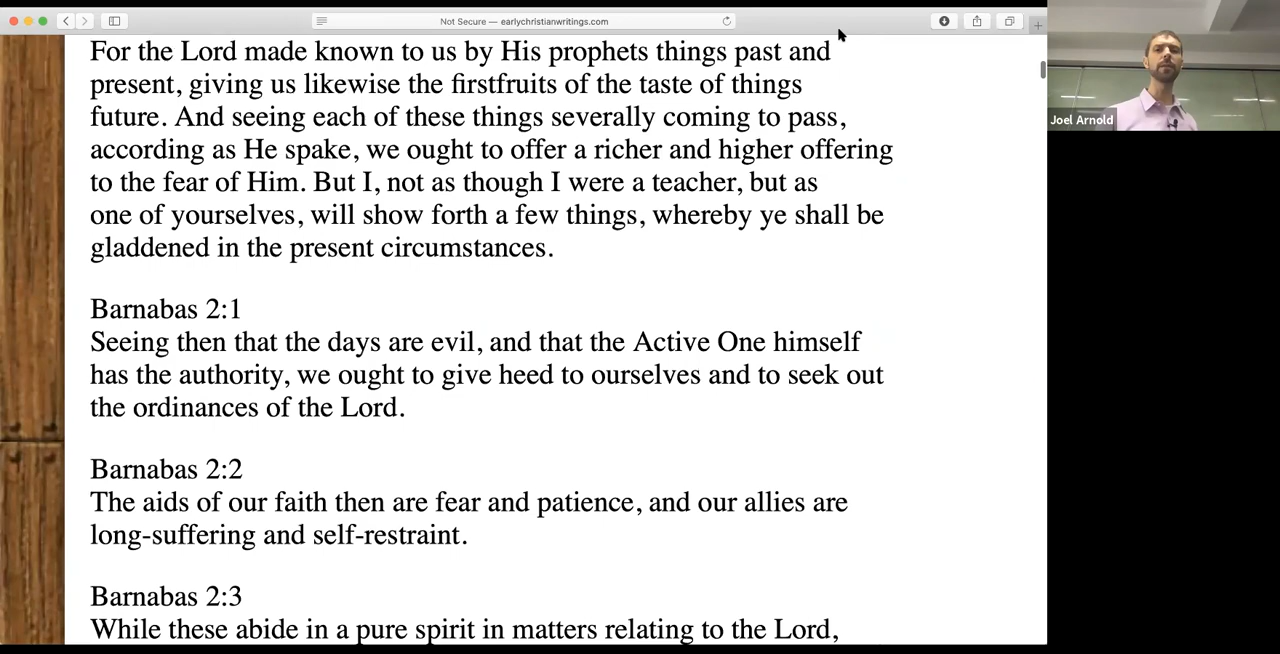 Not Secure — earlychristianwritings.com
For the Lord made known to us by His prophets things past and
present, giving us likewise the firstfruits of the taste of things
future. And seeing each of these things severally coming to pass,
according as He spake, we ought to offer a richer and higher offering
to the fear of Him. But I, not as though I were a teacher, but as
one of yourselves, will show forth a few things, whereby ye shall be
gladdened in the present circumstances.
Barnabas 2:1
Seeing then that the days are evil, and that the Active One himself
has the authority, we ought to give heed to ourselves and to seek out
the ordinances of the Lord.
Barnabas 2:2
The aids of our faith then are fear and patience, and our allies are
long-suffering and self-restraint.
Barnabas 2:3
While these abide in a pure spirit in matters relating to the Lord,
Joel Arnold